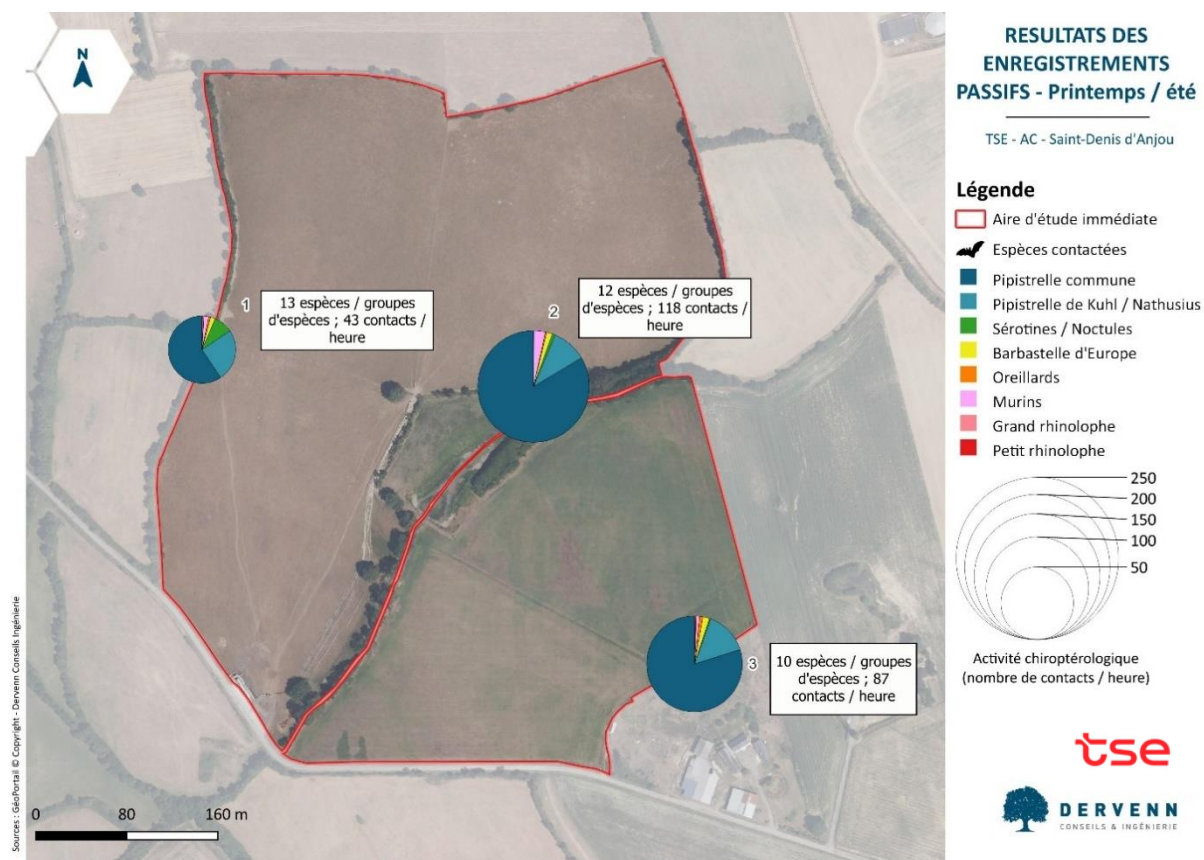 N
RESULTATS DES
ENREGISTREMENTS
PASSIFS - Printemps / été
TSE - AC - Saint-Denis d'Anjou
Légende
Aire d'étude immédiate
Espèces contactées
Pipistrelle commune
Pipistrelle de Kuhl / Nathusius
Sérotines / Noctules
Barbastelle d'Europe
Oreillards
Murins
Grand rhinolophe
Petit rhinolophe
250
200
150
100
50
Activité chiroptérologique
(nombre de contacts / heure)
tse
DERVENN
CONSEILS & INGÉNIERIE
1
13 espèces / groupes
d'espèces ; 43 contacts /
heure
2
12 espèces / groupes
d'espèces ; 118 contacts /
heure
3
10 espèces / groupes
d'espèces ; 87
contacts / heure
0 80 160 m
Sources : GéoPortail © Copyright - Dervenn Conseils Ingénierie